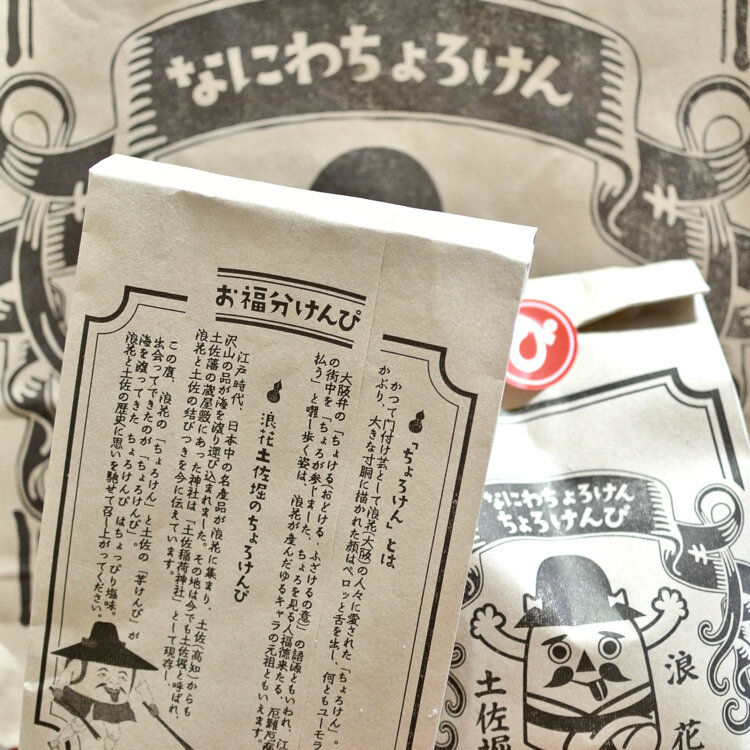 なにわちょろけん
お福分けんぴ
「ちょろけん」とは
かつて門付け芸として浪花(大阪)の人々に愛された「ちょろけん」。
かぶり、大きな寸胴に描かれた顔はペロッと舌を出し、何ともユーモラ
大阪弁の「ちょける(おどける、ふざけるの意)」の語源ともいわれ、江
の街中を「ちょろが参じました、ちょろを見る人福徳来たる、厄難厄
払う」と囃し歩く姿は、浪花が産んだゆるキャラの元祖ともいえます。
浪花土佐堀のちょろけんぴ
江戸時代、日本中の名産品が浪花に集まり、土佐(高知)からも
沢山の品が海を渡り運び込まれました。その地は今でも土佐堀と呼ばれ、
土佐藩の蔵屋敷にあった神社は「土佐稲荷神社」として現存し、
浪花と土佐の結びつきを今に伝えています。
この度、浪花の「ちょろけん」と土佐の「芋けんぴ」が
出会ってできたのが「ちょろけんぴ」。
海を渡ってきた ちょろけんぴ はちょっぴり塩味。
浪花と土佐の歴史に思いを馳せて召し上がってください。
ぴ
なにわちょろけん
ちょろけんぴ
浪花
土佐堀